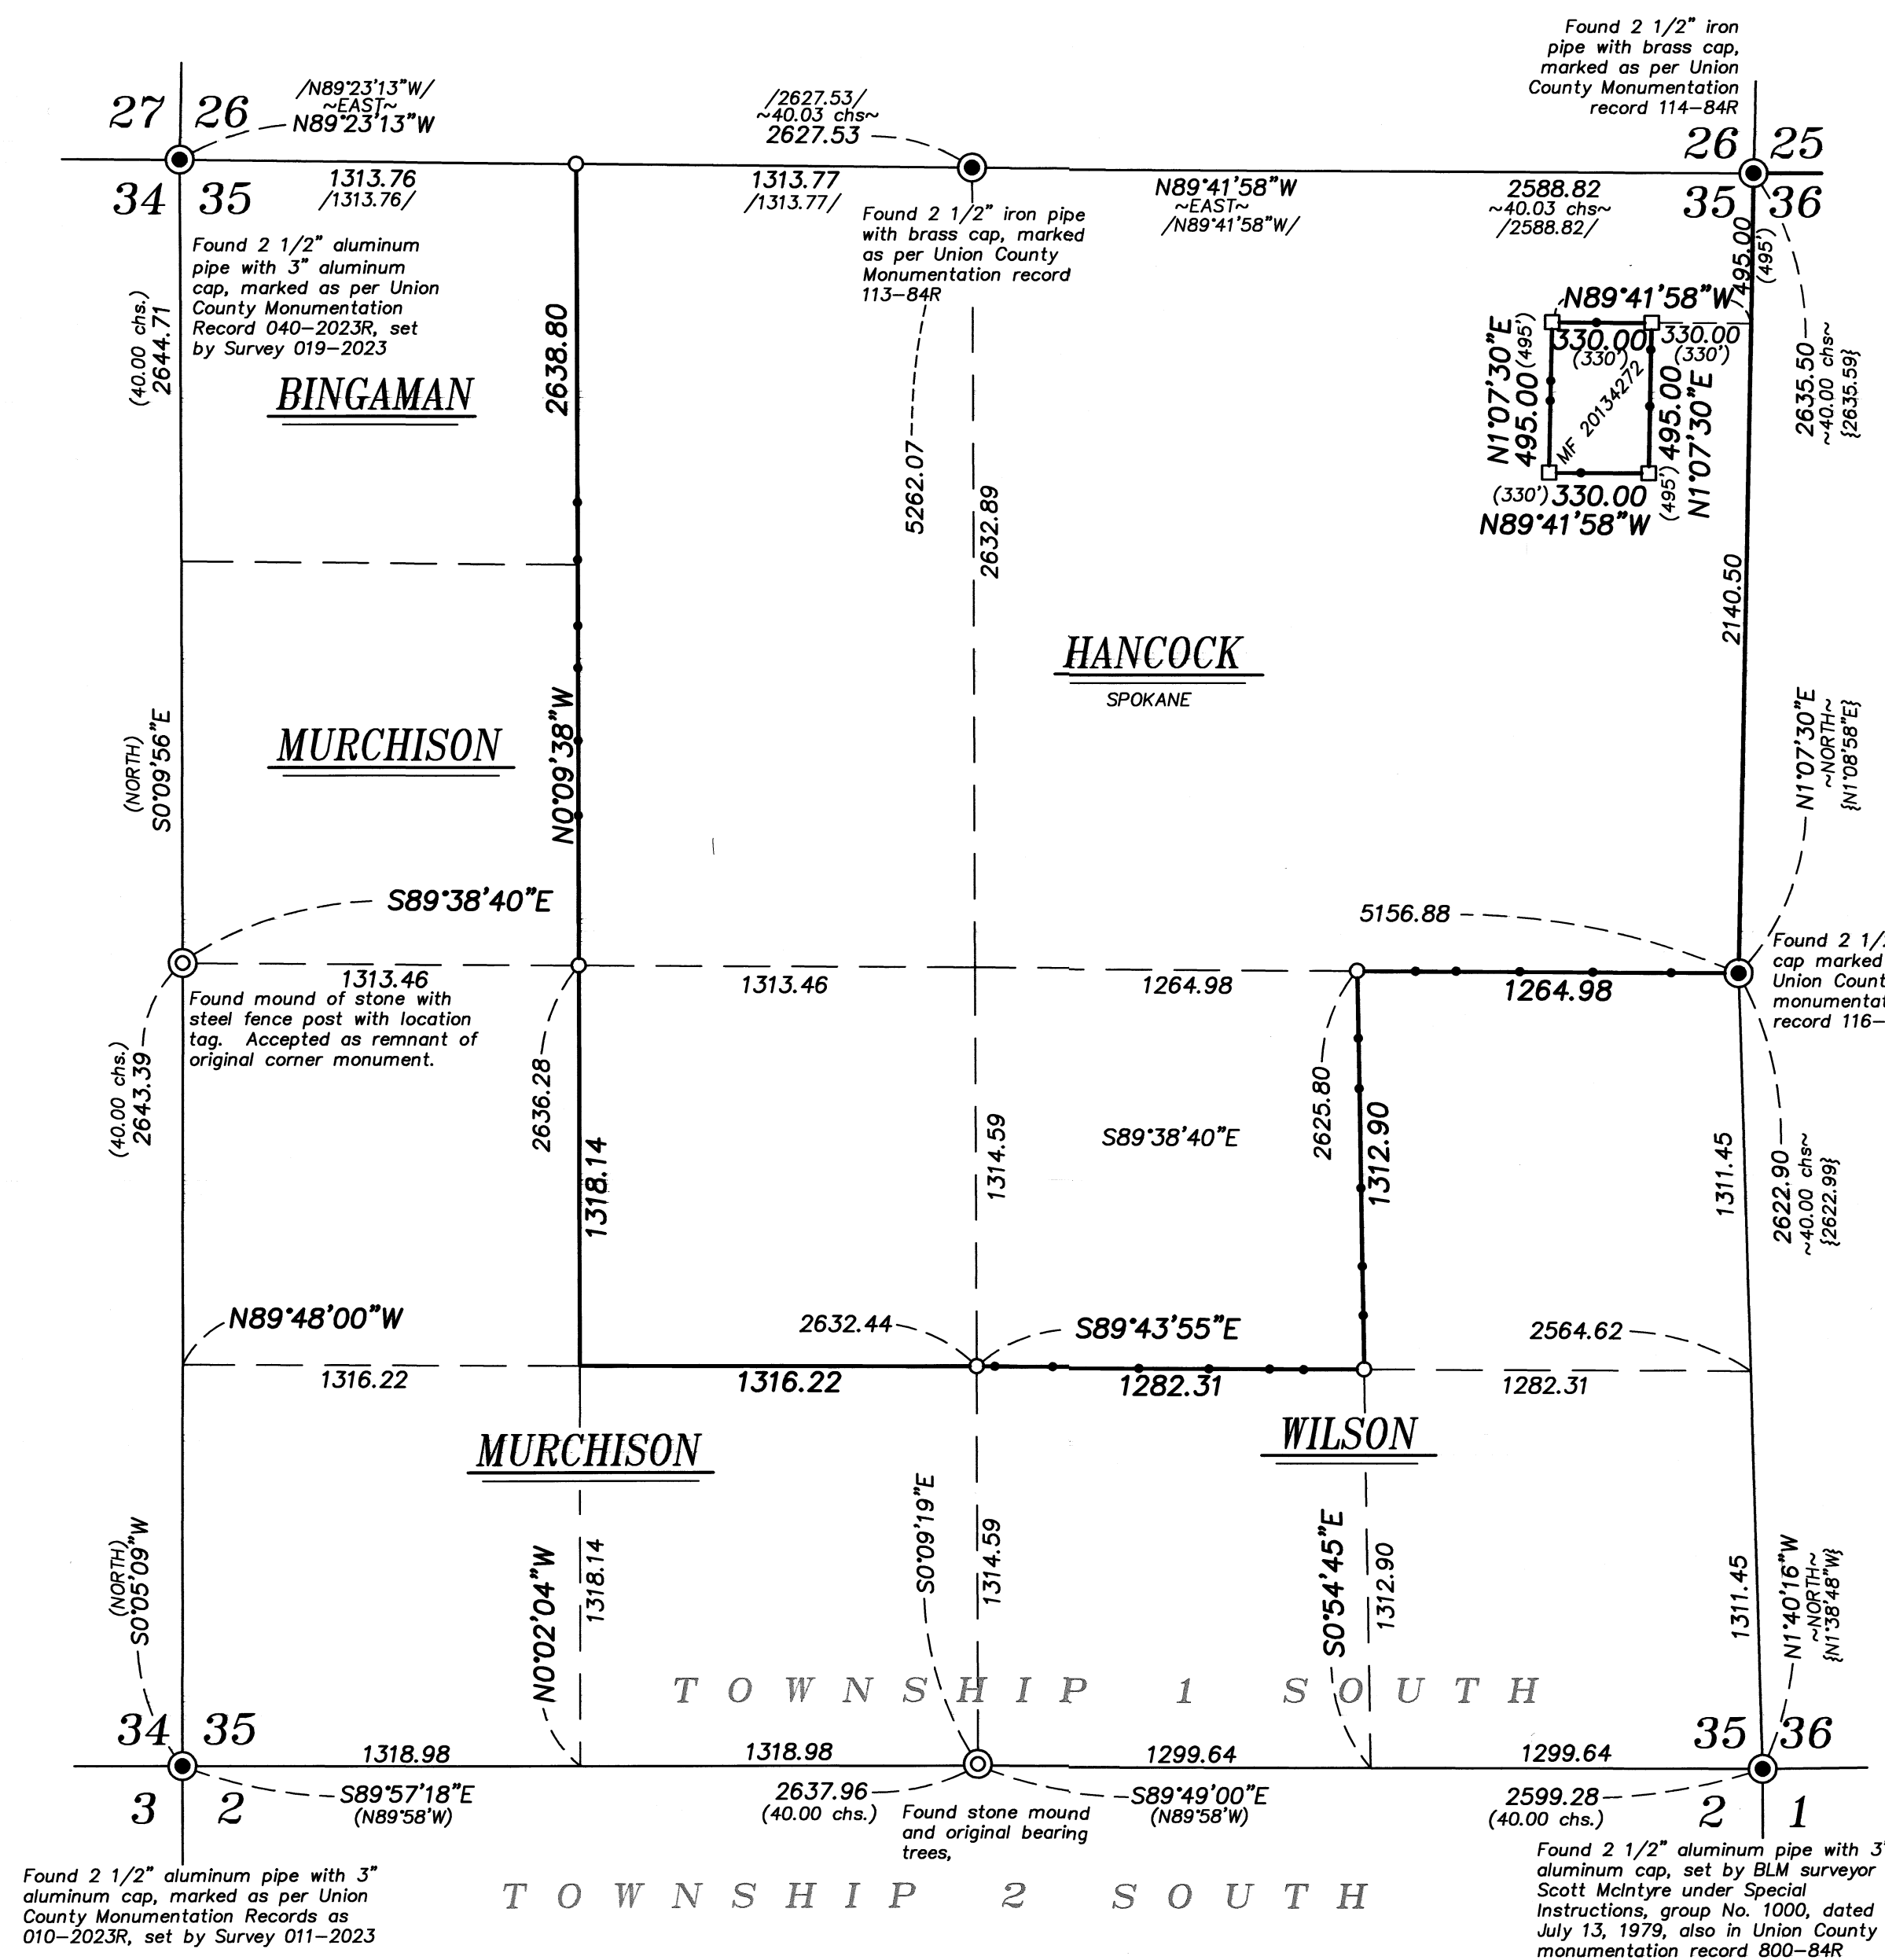 Found 2 1/2" iron
pipe with brass cap,
marked as per Union
County Monumentation
record 114-84R
27 26
/N89°23'13"W/
~EAST~
N89°23'13"W
/2627.53/
~40.03 chs~
2627.53
26 25
34 35
1313.76
/1313.76/
1313.77
/1313.77/
N89°41'58"W
~EAST~
/N89°41'58"W/
2588.82
~40.03 chs~
/2588.82/
35 36
Found 2 1/2" aluminum
pipe with 3" aluminum
cap, marked as per Union
County Monumentation
Record 040-2023R, set
by Survey 019-2023
Found 2 1/2" iron pipe
with brass cap, marked
as per Union County
Monumentation record
113-84R
495.00
(495')
(40.00 chs.)
2644.71
2638.80
N89°41'58"W
330.00
(330')
330.00
(330')
N1°07'30"E
495.00 (495')
MF 20134272
(495') 495.00
N1°07'30"E
(330') 330.00
N89°41'58"W
2635.50
~40.00 chs~
{2635.59}
BINGAMAN
5262.07
2632.89
2140.50
HANCOCK
SPOKANE
MURCHISON
(NORTH)
S0°09'56"E
N0°09'38"W
N1°07'30"E
~NORTH~
{N1°08'58"E}
S89°38'40"E
5156.88
Found 2 1/
cap marked
Union Count
monumentat
record 116-
1313.46
1313.46
1264.98
1264.98
Found mound of stone with
steel fence post with location
tag. Accepted as remnant of
original corner monument.
(40.00 chs.)
2643.39
2636.28
1318.14
1314.59
S89°38'40"E
2625.80
1312.90
1311.45
2622.90
~40.00 chs~
{2622.99}
N89°48'00"W
2632.44
S89°43'55"E
2564.62
1316.22
1316.22
1282.31
1282.31
MURCHISON
WILSON
(NORTH)
S0°05'09"W
N0°02'04"W
1318.14
S0°09'19"E
1314.59
S0°54'45"E
1312.90
1311.45
N1°40'16"W
~NORTH~
{N1°38'48"W}
TOWNSHIP 1 SOUTH
34 35
1318.98
1318.98
1299.64
1299.64
35 36
3 2
S89°57'18"E
(N89°58'W)
2637.96
(40.00 chs.)
S89°49'00"E
(N89°58'W)
2599.28
(40.00 chs.)
2 1
Found stone mound
and original bearing
trees,
Found 2 1/2" aluminum pipe with 3"
aluminum cap, marked as per Union
County Monumentation Records as
010-2023R, set by Survey 011-2023
TOWNSHIP 2 SOUTH
Found 2 1/2" aluminum pipe with 3"
aluminum cap, set by BLM surveyor
Scott McIntyre under Special
Instructions, group No. 1000, dated
July 13, 1979, also in Union County
monumentation record 800-84R